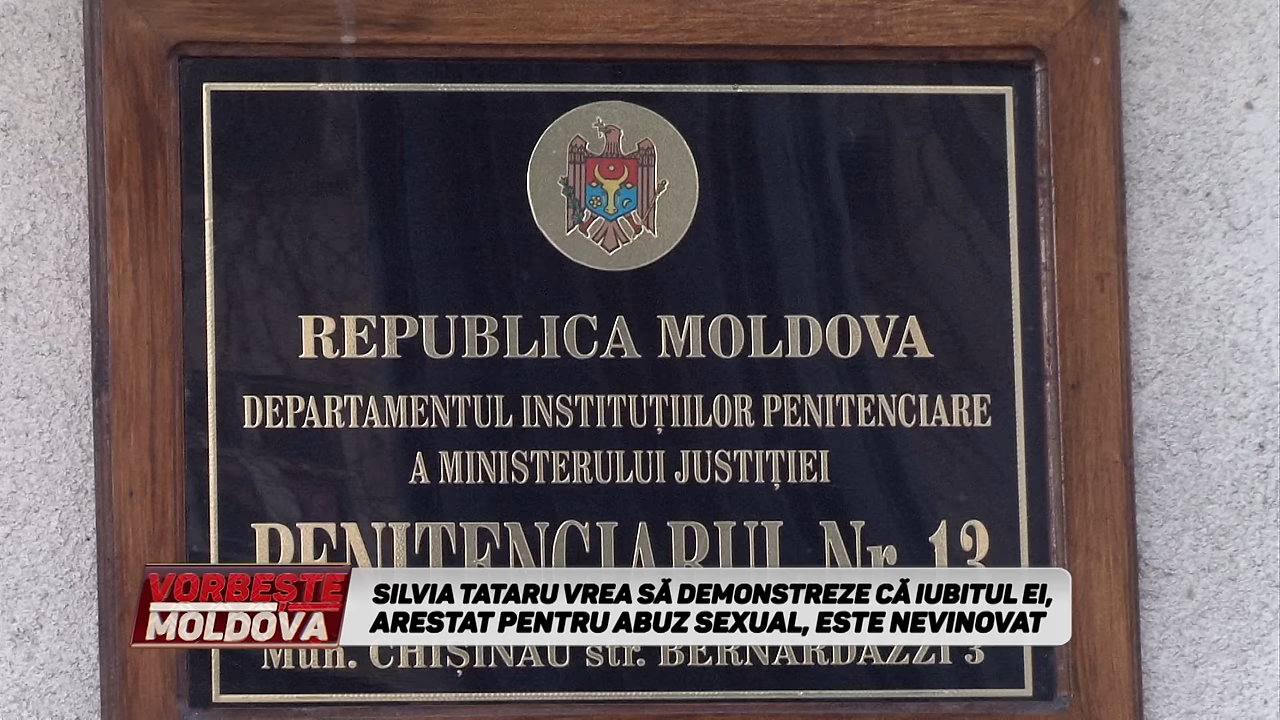 REPUBLICA MOLDOVA
DEPARTAMENTUL INSTITUȚIILOR PENITENCIARE
A MINISTERULUI JUSTIȚIEI
PENITENCIARUL Nr. 13
VORBEȘTE
MOLDOVA
SILVIA TATARU VREA SĂ DEMONSTREZE CĂ IUBITUL EI,
ARESTAT PENTRU ABUZ SEXUAL, ESTE NEVINOVAT
Mun. CHIȘINĂU str. BERNARDAZZI 3